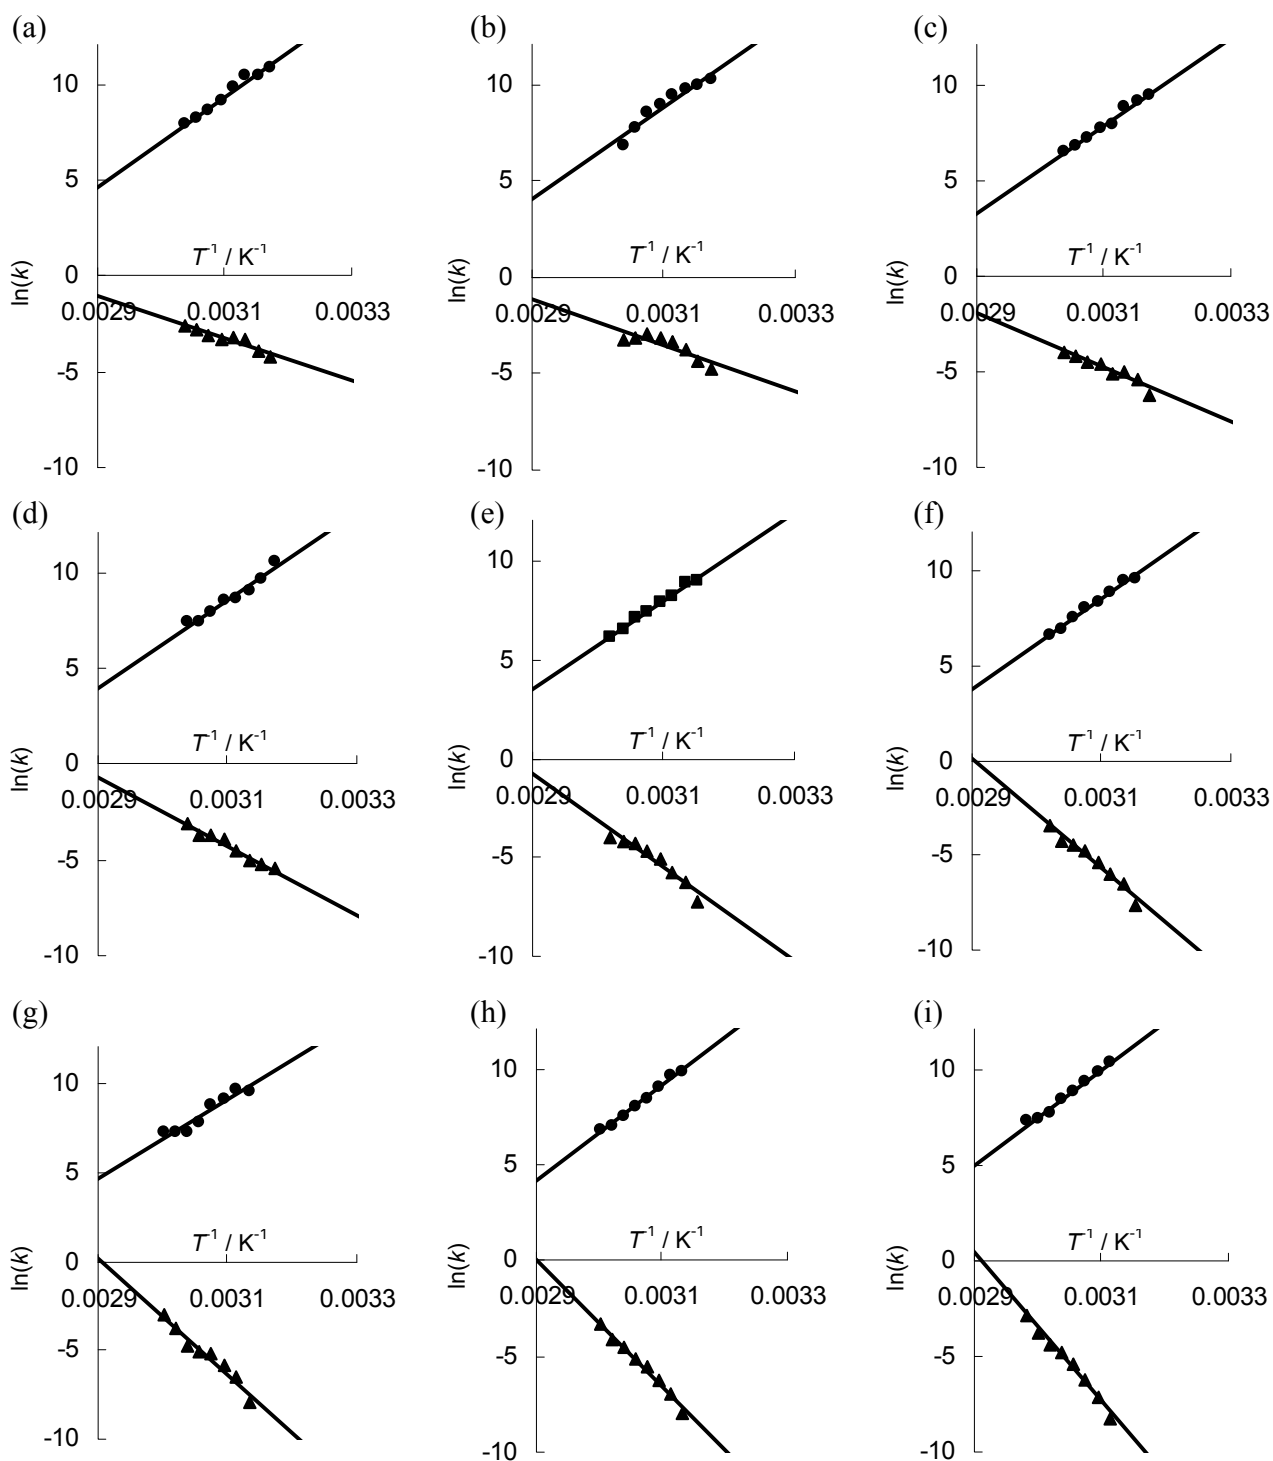 (a) (b) (c)
10 10 10
5 5 5
T⁻¹ / K⁻¹ T⁻¹ / K⁻¹ T⁻¹ / K⁻¹
0 0 0
ln(k) ln(k) ln(k)
0.0029 0.0031 0.0033 0.0029 0.0031 0.0033 0.0029 0.0031 0.0033
-5 -5 -5
-10 -10 -10
(d) (e) (f)
10 10 10
5 5 5
T⁻¹ / K⁻¹ T⁻¹ / K⁻¹ T⁻¹ / K⁻¹
0 0 0
ln(k) ln(k) ln(k)
0.0029 0.0031 0.0033 0.0029 0.0031 0.0033 0.0029 0.0031 0.0033
-5 -5 -5
-10 -10 -10
(g) (h) (i)
10 10 10
5 5 5
T⁻¹ / K⁻¹ T⁻¹ / K⁻¹ T⁻¹ / K⁻¹
0 0 0
ln(k) ln(k) ln(k)
0.0029 0.0031 0.0033 0.0029 0.0031 0.0033 0.0029 0.0031 0.0033
-5 -5 -5
-10 -10 -10